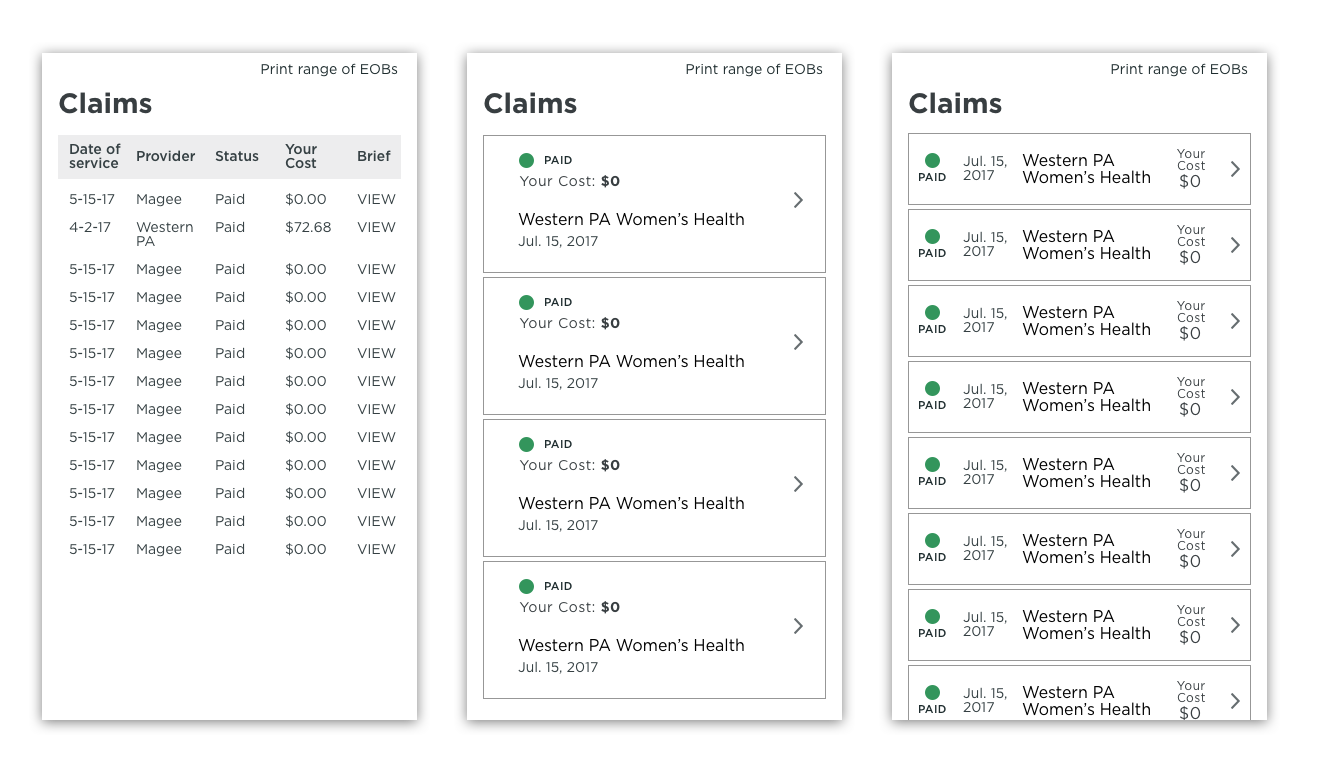 Print range of EOBs
Claims
Date of service Provider Status Your Cost Brief
5-15-17 Magee Paid $0.00 VIEW
4-2-17 Western PA Paid $72.68 VIEW
5-15-17 Magee Paid $0.00 VIEW
5-15-17 Magee Paid $0.00 VIEW
5-15-17 Magee Paid $0.00 VIEW
5-15-17 Magee Paid $0.00 VIEW
5-15-17 Magee Paid $0.00 VIEW
5-15-17 Magee Paid $0.00 VIEW
5-15-17 Magee Paid $0.00 VIEW
5-15-17 Magee Paid $0.00 VIEW
5-15-17 Magee Paid $0.00 VIEW
5-15-17 Magee Paid $0.00 VIEW
5-15-17 Magee Paid $0.00 VIEW
Print range of EOBs
Claims
PAID
Your Cost: $0
Western PA Women’s Health
Jul. 15, 2017
PAID
Your Cost: $0
Western PA Women’s Health
Jul. 15, 2017
PAID
Your Cost: $0
Western PA Women’s Health
Jul. 15, 2017
PAID
Your Cost: $0
Western PA Women’s Health
Jul. 15, 2017
Print range of EOBs
Claims
PAID Jul. 15, 2017 Western PA Women’s Health Your Cost $0
PAID Jul. 15, 2017 Western PA Women’s Health Your Cost $0
PAID Jul. 15, 2017 Western PA Women’s Health Your Cost $0
PAID Jul. 15, 2017 Western PA Women’s Health Your Cost $0
PAID Jul. 15, 2017 Western PA Women’s Health Your Cost $0
PAID Jul. 15, 2017 Western PA Women’s Health Your Cost $0
PAID Jul. 15, 2017 Western PA Women’s Health Your Cost $0
PAID Jul. 15, 2017 Western PA Women’s Health Your Cost $0